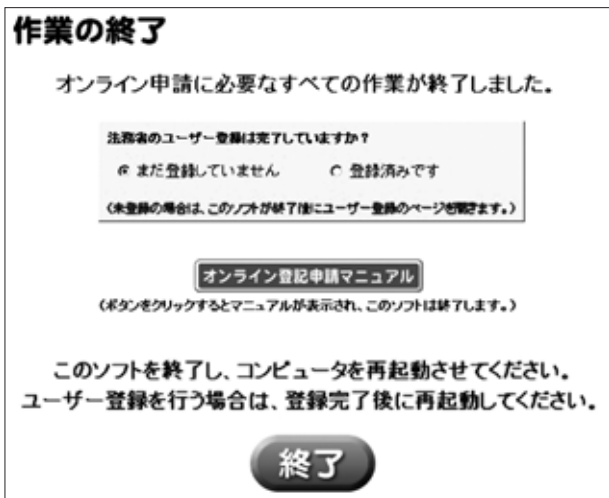 作業の終了
オンライン申請に必要なすべての作業が終了しました。
法務省のユーザー登録は完了していますか?
まだ登録していません 登録済みです
(未登録の場合は、このソフトが終了後にユーザー登録のページを開きます。)
オンライン登記申請マニュアル
(ボタンをクリックするとマニュアルが表示され、このソフトは終了します。)
このソフトを終了し、コンピュータを再起動させてください。
ユーザー登録を行う場合は、登録完了後に再起動してください。
終了